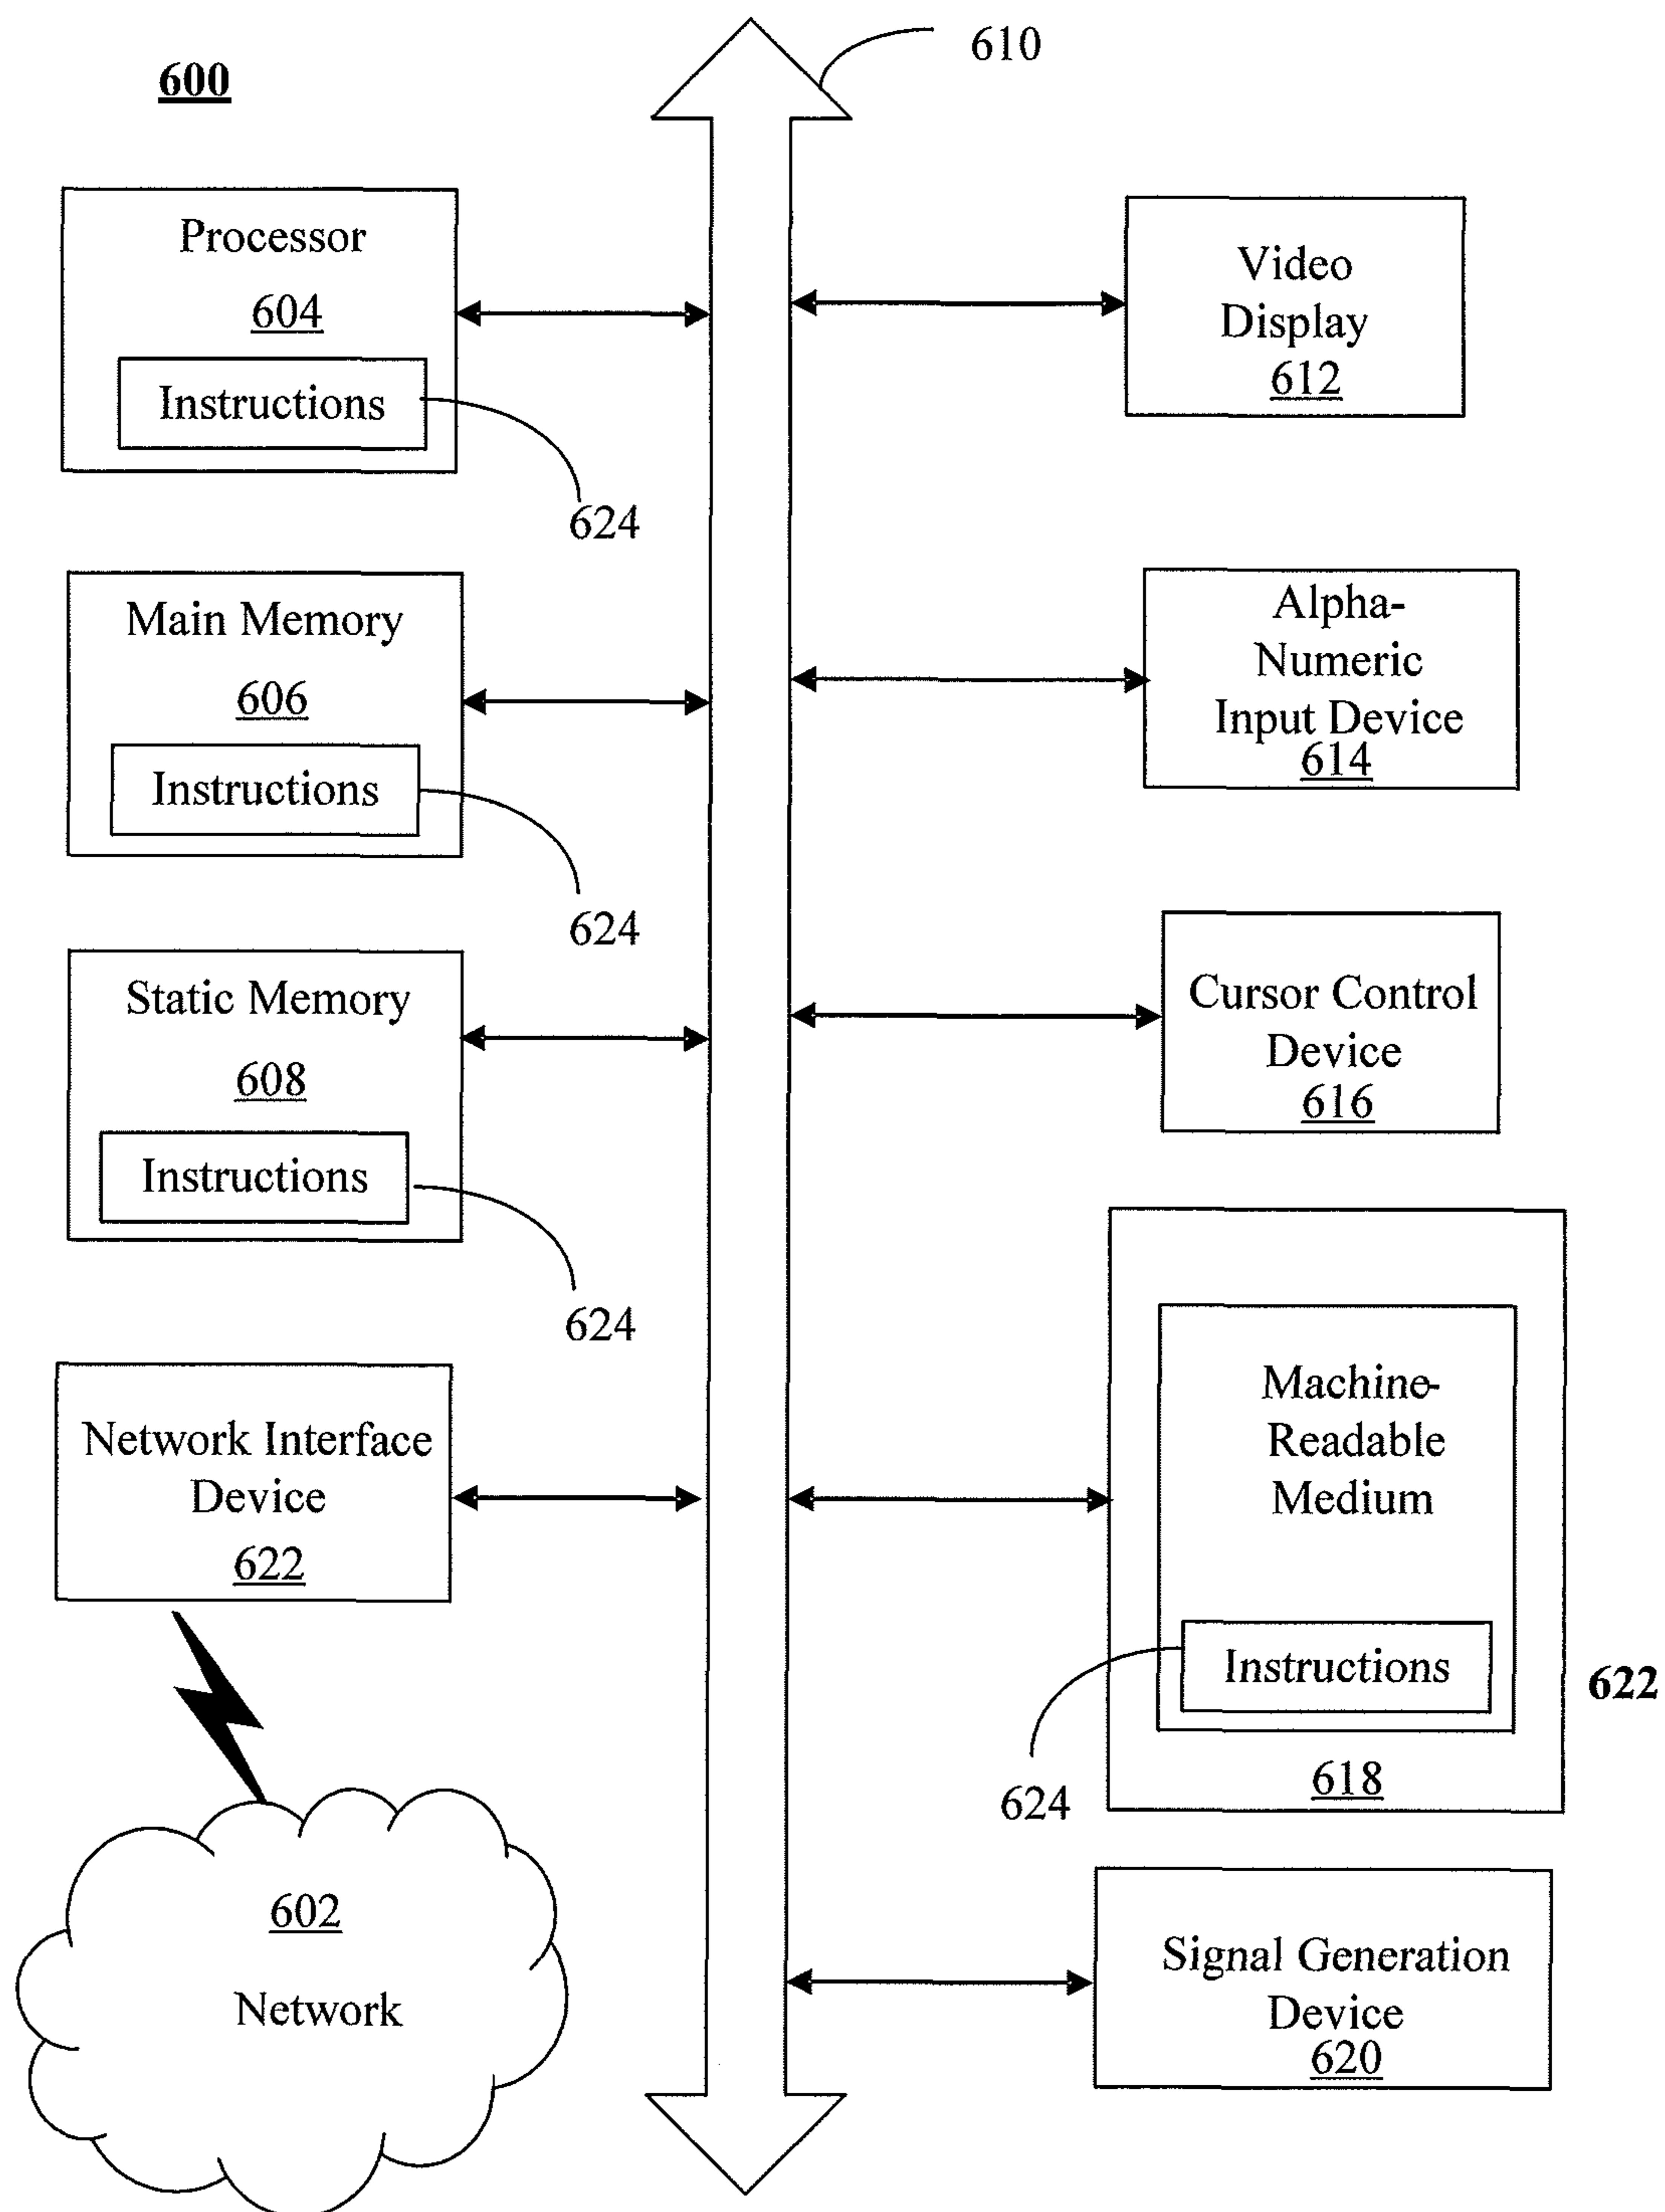 600
610
Processor
604
Instructions
624
Main Memory
606
Instructions
624
Static Memory
608
Instructions
624
Network Interface
Device
622
602
Network
Video
Display
612
Alpha-
Numeric
Input Device
614
Cursor Control
Device
616
Machine-
Readable
Medium
Instructions
622
618
624
Signal Generation
Device
620